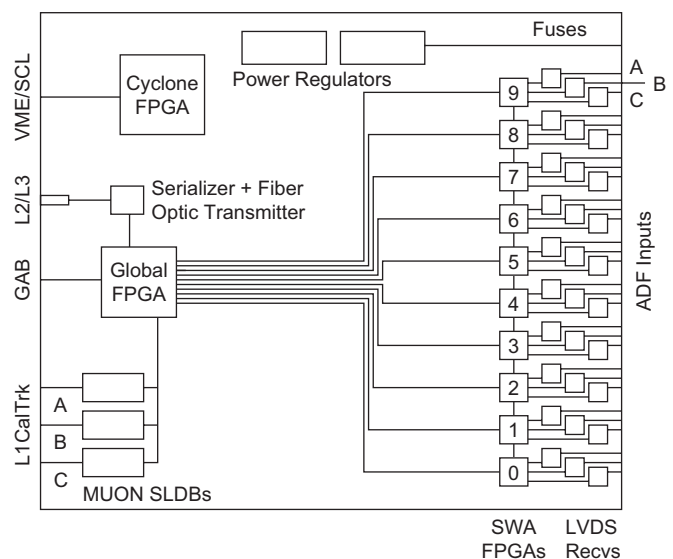 Fuses
Power Regulators
A
B
C
VME/SCL
Cyclone
FPGA
9
8
7
6
5
4
3
2
1
0
L2/L3
Serializer + Fiber
Optic Transmitter
GAB
Global
FPGA
ADF Inputs
L1CalTrk
A
B
C
MUON SLDBs
SWA
FPGAs
LVDS
Recvs